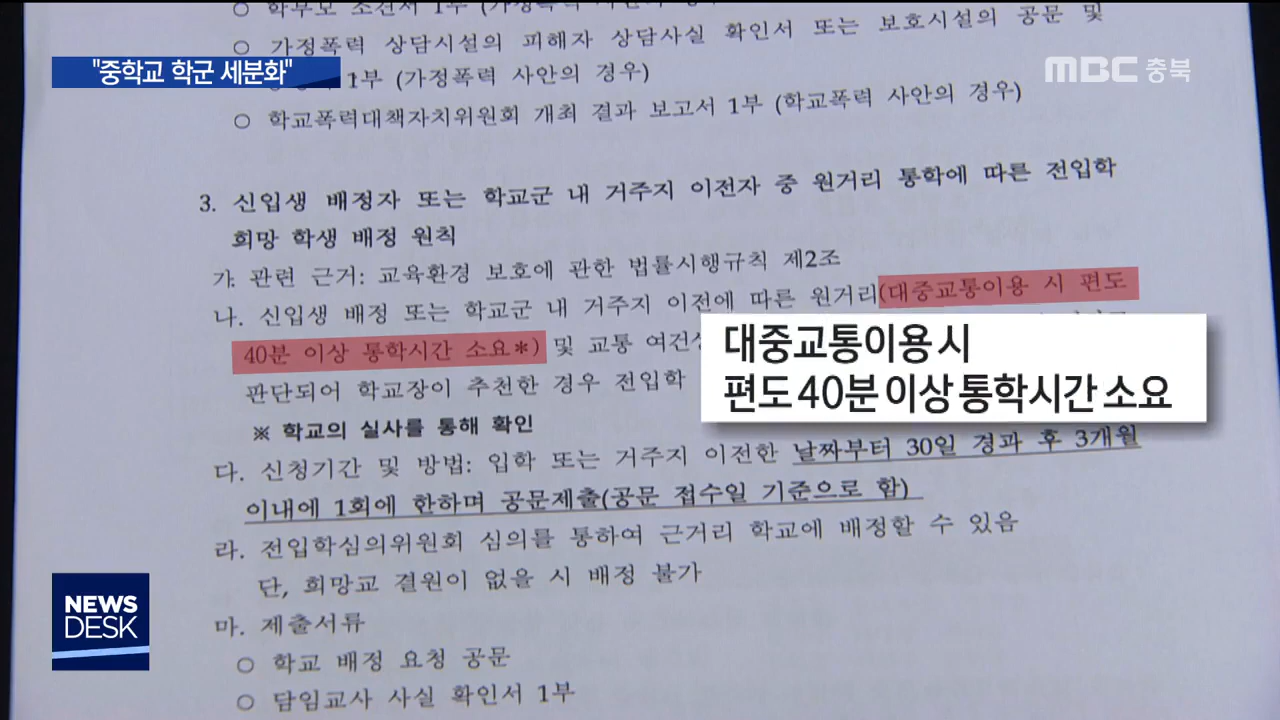 ○ 학부모 소견서 1부 (가정폭력
○ 가정폭력 상담시설의 피해자 상담사실 확인서 또는 보호시설의 공문 및
"중학교 학군 세분화"
MBC 충북
1부 (가정폭력 사안의 경우)
○ 학교폭력대책자치위원회 개최 결과 보고서 1부 (학교폭력 사안의 경우)
3. 신입생 배정자 또는 학교군 내 거주지 이전자 중 원거리 통학에 따른 전입학
희망 학생 배정 원칙
가. 관련 근거: 교육환경 보호에 관한 법률시행규칙 제2조
나. 신입생 배정 또는 학교군 내 거주지 이전에 따른 원거리(대중교통이용 시 편도
40분 이상 통학시간 소요*) 및 교통 여건상
대중교통이용 시
편도 40분 이상 통학시간 소요
판단되어 학교장이 추천한 경우 전입학
※ 학교의 실사를 통해 확인
다. 신청기간 및 방법: 입학 또는 거주지 이전한 날짜부터 30일 경과 후 3개월
이내에 1회에 한하며 공문제출(공문 접수일 기준으로 함)
라. 전입학심의위원회 심의를 통하여 근거리 학교에 배정할 수 있음
단, 희망교 결원이 없을 시 배정 불가
마. 제출서류
○ 학교 배정 요청 공문
○ 담임교사 사실 확인서 1부
NEWS
DESK